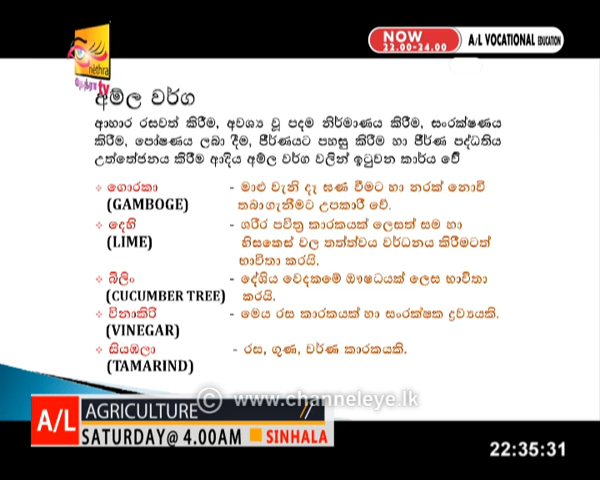 NOW
22.00-24.00
A/L VOCATIONAL EDUCATION
nethra
tv
අම්ල වර්ග
ආහාර රසවත් කිරීම, අවශ්‍ය වූ පදම නිර්මාණය කිරීම, සංරක්ෂණය
කිරීම, පෝෂණය ලබා දීම, ජීර්ණයට පහසු කිරීම හා ජීර්ණ පද්ධතිය
උත්තේජනය කිරීම ආදිය අම්ල වර්ග වලින් ඉටුවන කාර්ය වේ
❖ ගොරකා - මාළු වැනි දෑ ඝණ වීමට හා නරක් නොවී
(GAMBOGE) තබාගැනීමට උපකාරී වේ.
❖ දෙහි - ශරීර පවිත්‍ර කාරකයක් ලෙසත් සම හා
(LIME) හිසකෙස් වල තත්ත්වය වර්ධනය කිරීමටත්
භාවිතා කරයි.
❖ බිලිං - දේශීය වෙදකමේ ඖෂධයක් ලෙස භාවිතා
(CUCUMBER TREE) කරයි.
❖ විනාකිරි - මෙය රස කාරකයක් හා සංරක්ෂක ද්‍රව්‍යයකි.
(VINEGAR)
❖ සියඹලා - රස, ගුණ, වර්ණ කාරකයකි.
(TAMARIND)
© www.channeleye.lk
A/L AGRICULTURE //
SATURDAY@ 4.00AM SINHALA
22:35:31